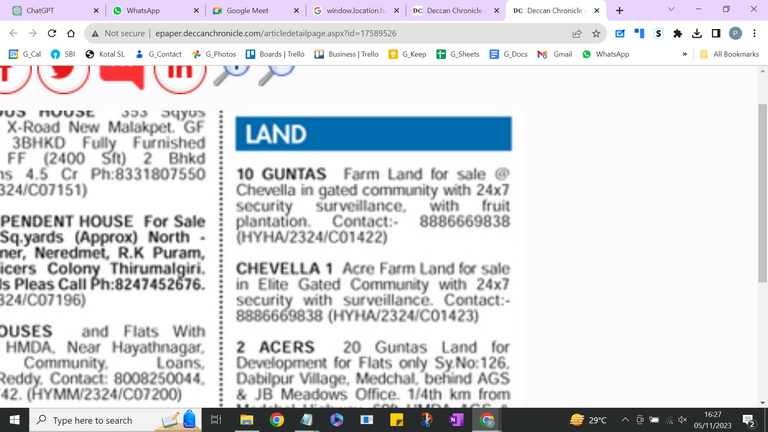 ChatGPT
WhatsApp
Google Meet
window.location.h
Deccan Chronicle
Deccan Chronicle
Not secure | epaper.deccanchronicle.com/articledetailpage.aspx?id=17589526
G_Cal
SBI
Kotal SL
G_Contact
G_Photos
Boards | Trello
Business | Trello
G_Keep
G_Sheets
G_Docs
Gmail
WhatsApp
All Bookmarks
OUS HOUSE 353 Sqyds
X-Road New Malakpet. GF
3BHKD Fully Furnished
FF (2400 Sft) 2 Bhkd
ns 4.5 Cr Ph:8331807550
324/C07151)
PENDENT HOUSE For Sale
Sq.yards (Approx) North -
ner, Neredmet, R.K Puram,
icers Colony Thirumalgiri.
ls Pleas Call Ph:8247452676.
324/C07196)
OUSES and Flats With
HMDA, Near Hayathnagar,
Community, Loans,
Reddy. Contact: 8008250044,
42. (HYMM/2324/C07200)
LAND
10 GUNTAS Farm Land for sale @
Chevella in gated community with 24x7
security surveillance, with fruit
plantation. Contact:- 8886669838
(HYHA/2324/C01422)
CHEVELLA 1 Acre Farm Land for sale
in Elite Gated Community with 24x7
security with surveillance. Contact:-
8886669838 (HYHA/2324/C01423)
2 ACERS 20 Guntas Land for
Development for Flats only Sy.No:126,
Dabilpur Village, Medchal, behind AGS
& JB Meadows Office. 1/4th km from
Type here to search
29°C
16:27
05/11/2023
2